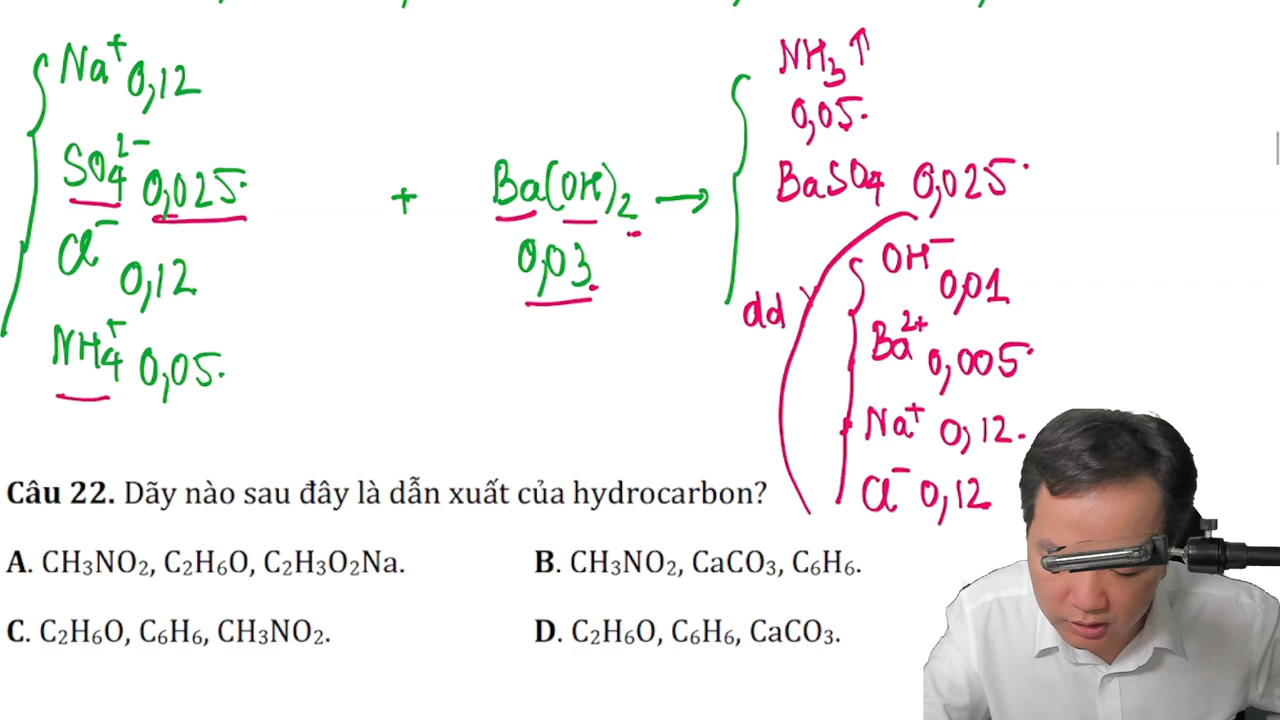 Na⁺ 0,12
SO₄²⁻ 0,025.
Cl⁻ 0,12
NH₄⁺ 0,05.
+ Ba(OH)₂ →
0,03.
NH₃↑
0,05.
BaSO₄ 0,025.
dd
OH⁻ 0,01
Ba²⁺ 0,005.
Na⁺ 0,12.
Cl⁻ 0,12
Câu 22. Dãy nào sau đây là dẫn xuất của hydrocarbon?
A. CH₃NO₂, C₂H₆O, C₂H₃O₂Na.
B. CH₃NO₂, CaCO₃, C₆H₆.
C. C₂H₆O, C₆H₆, CH₃NO₂.
D. C₂H₆O, C₆H₆, CaCO₃.